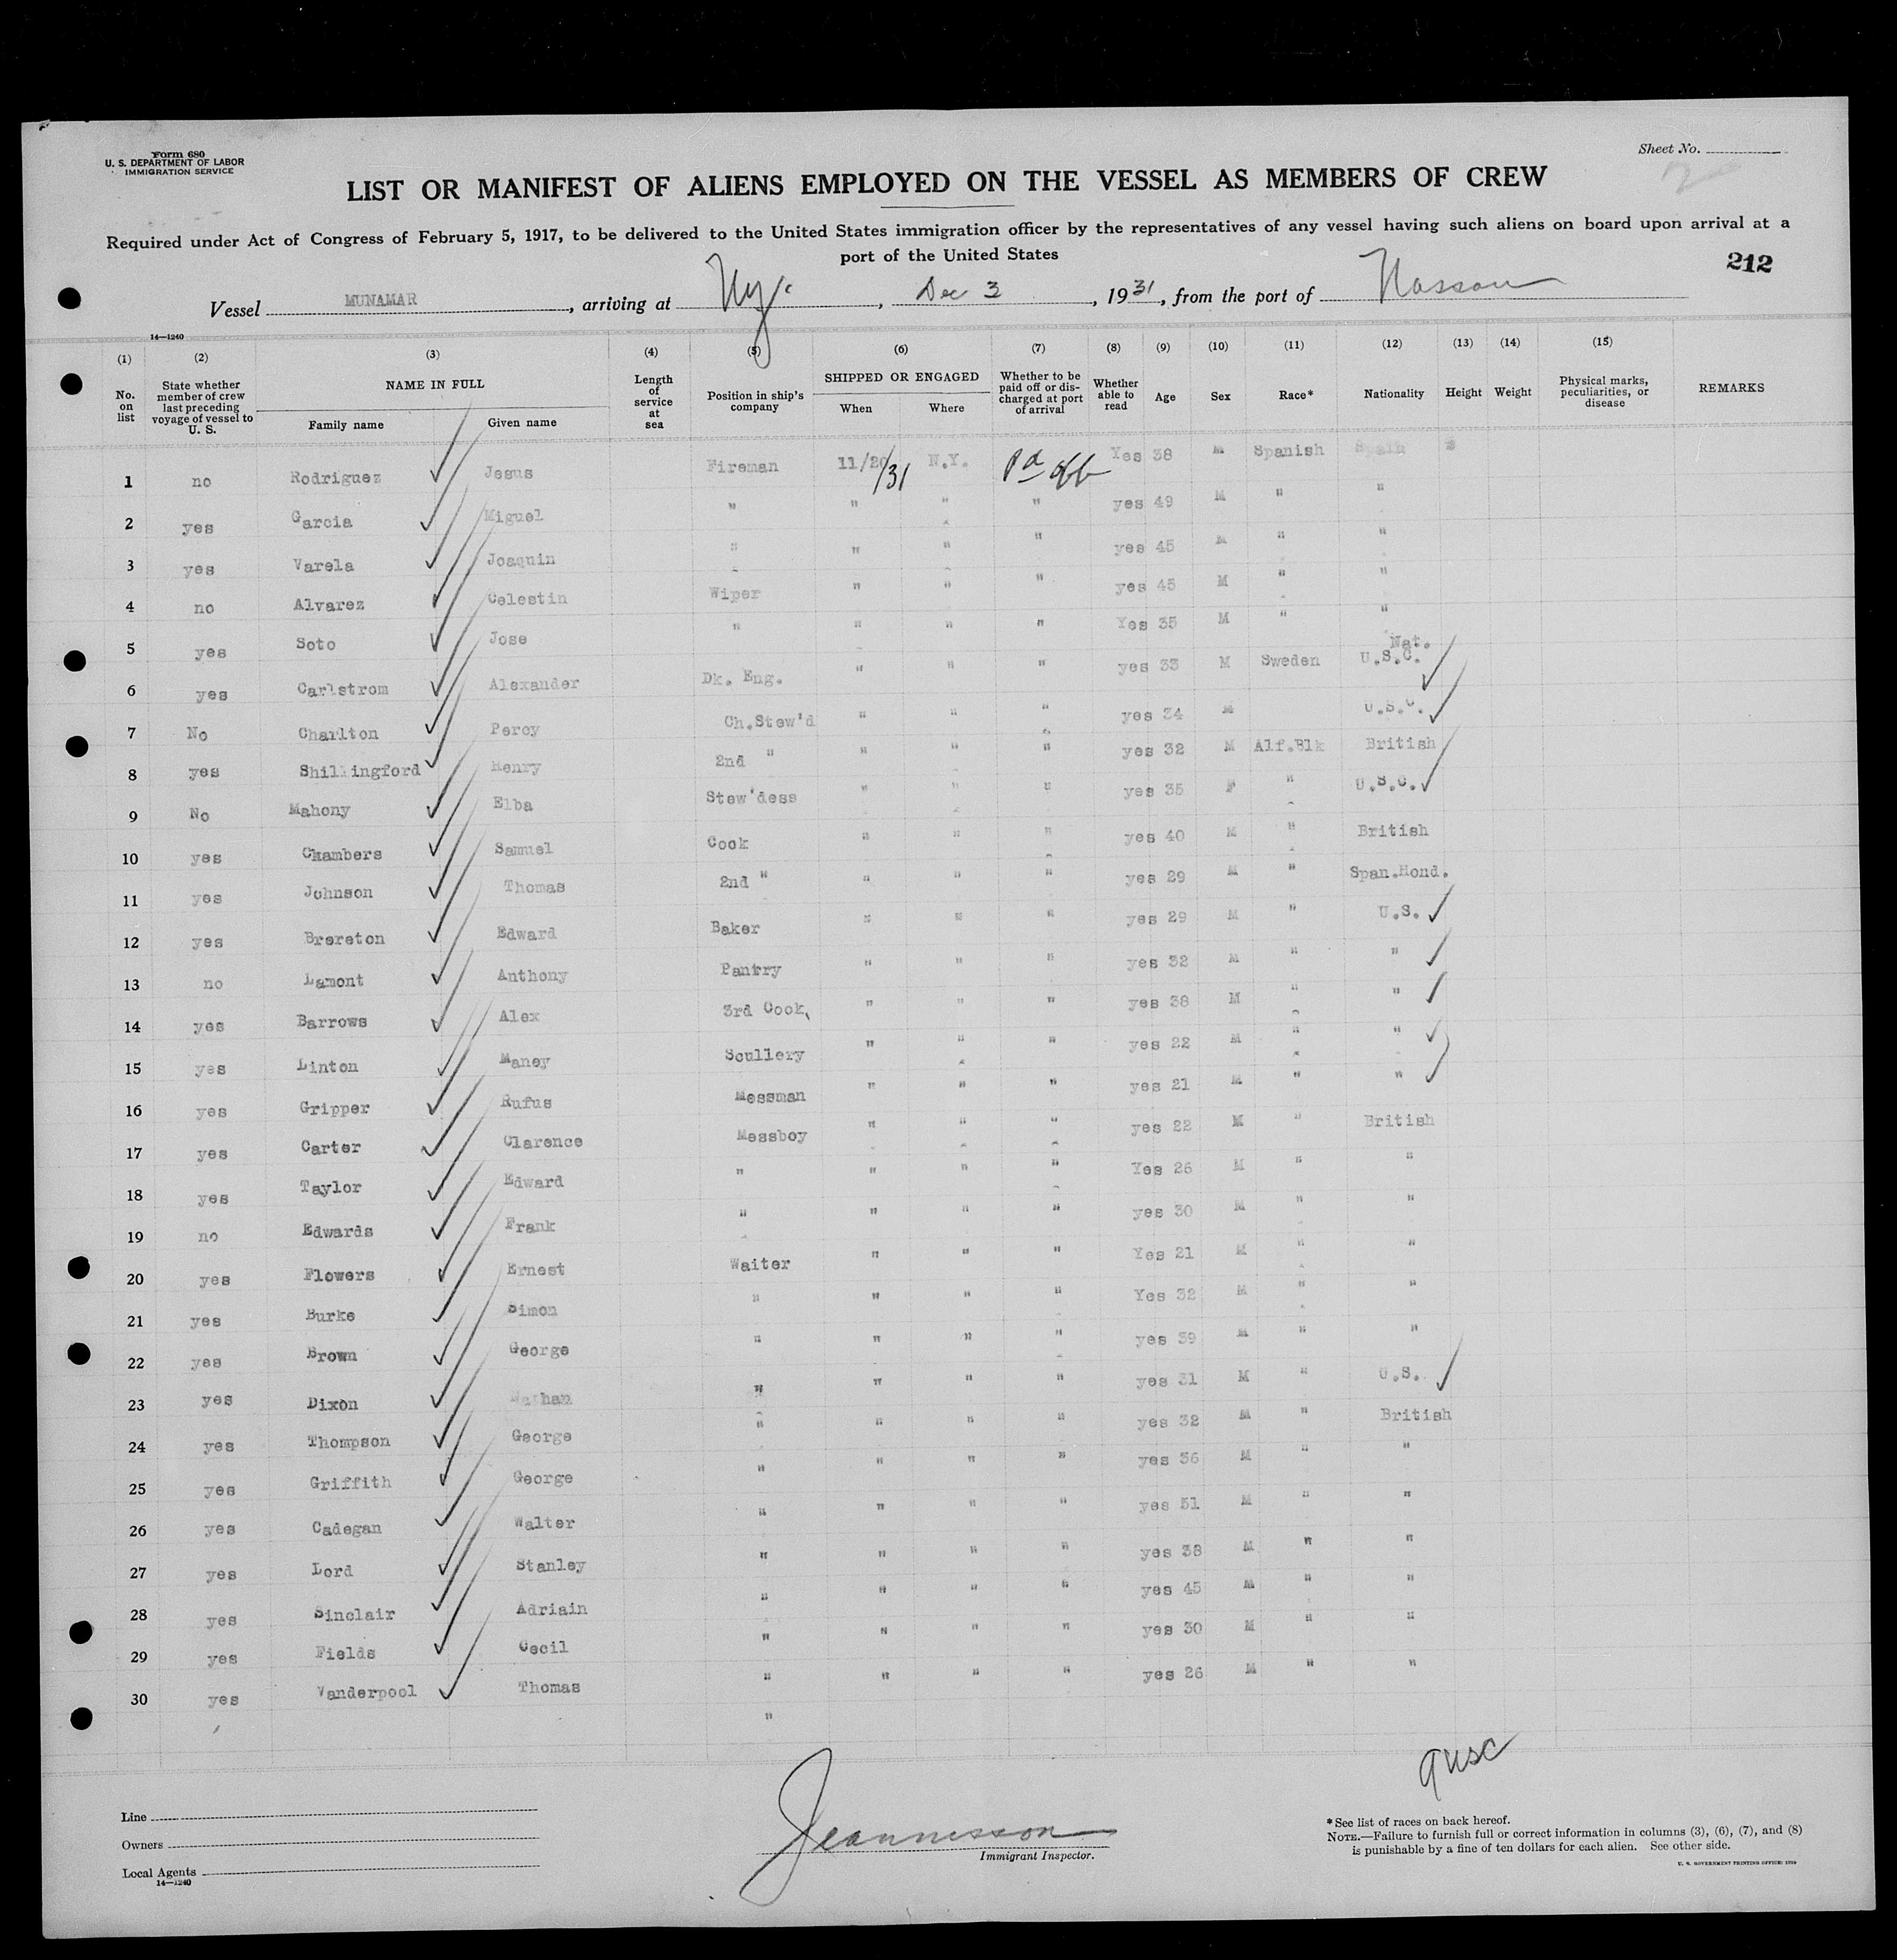 Form 680
U. S. DEPARTMENT OF LABOR
IMMIGRATION SERVICE
Sheet No.
2
LIST OR MANIFEST OF ALIENS EMPLOYED ON THE VESSEL AS MEMBERS OF CREW
Required under Act of Congress of February 5, 1917, to be delivered to the United States immigration officer by the representatives of any vessel having such aliens on board upon arrival at a
port of the United States
212
Vessel MUNAMAR, arriving at NYC, Dec 3, 1931, from the port of Nassau
14—1240
(1) (2) (3) (4) (5) (6) (7) (8) (9) (10) (11) (12) (13) (14) (15)
No. on list
State whether member of crew last preceding voyage of vessel to U. S.
NAME IN FULL
Family name Given name
Length of service at sea
Position in ship's company
SHIPPED OR ENGAGED
When Where
Whether to be paid off or discharged at port of arrival
Whether able to read
Age
Sex
Race*
Nationality
Height
Weight
Physical marks, peculiarities, or disease
REMARKS
1 no Rodriguez Jesus Fireman 11/20/31 N.Y. Pd off Yes 38 M Spanish Spain
2 yes Garcia Miguel " " " " yes 49 M " "
3 yes Varela Joaquin " " " " yes 45 M " "
4 no Alvarez Celestin Wiper " " " yes 45 M " "
5 yes Soto Jose " " " " Yes 35 M " "
6 yes Carlstrom Alexander Dk. Eng. " " " yes 33 M Sweden Nat. U.S.C.
7 No Charlton Percy Ch.Stew'd " " " yes 34 M U.S.C.
8 yes Shillingford Henry 2nd " " " " yes 32 M Alf.Blk British
9 No Mahony Elba Stew'dess " " " yes 35 F " U.S.C.
10 yes Chambers Samuel Cook " " " yes 40 M " British
11 yes Johnson Thomas 2nd " " " " yes 29 M " Span.Hond.
12 yes Brereton Edward Baker " " " yes 29 M " U.S.
13 no Lamont Anthony Pantry " " " yes 32 M " "
14 yes Barrows Alex 3rd Cook " " " yes 38 M " "
15 yes Linton Maney Scullery " " " yes 22 M " "
16 yes Gripper Rufus Messman " " " yes 21 M " "
17 yes Carter Clarence Messboy " " " yes 22 M " British
18 yes Taylor Edward " " " " Yes 26 M " "
19 no Edwards Frank " " " " yes 30 M " "
20 yes Flowers Ernest Waiter " " " Yes 21 M " "
21 yes Burke Simon " " " " Yes 32 M " "
22 yes Brown George " " " " yes 39 M " "
23 yes Dixon Nathan " " " " yes 31 M " U.S.
24 yes Thompson George " " " " yes 32 M " British
25 yes Griffith George " " " " yes 36 M " "
26 yes Cadegan Walter " " " " yes 51 M " "
27 yes Lord Stanley " " " " yes 38 M " "
28 yes Sinclair Adriain " " " " yes 45 M " "
29 yes Fields Cecil " " " " yes 30 M " "
30 yes Vanderpool Thomas " " " " yes 26 M " "
"
9 USC
Line
Owners
Local Agents
14—1240
Jeannisson
Immigrant Inspector.
* See list of races on back hereof.
NOTE.—Failure to furnish full or correct information in columns (3), (6), (7), and (8)
is punishable by a fine of ten dollars for each alien. See other side.